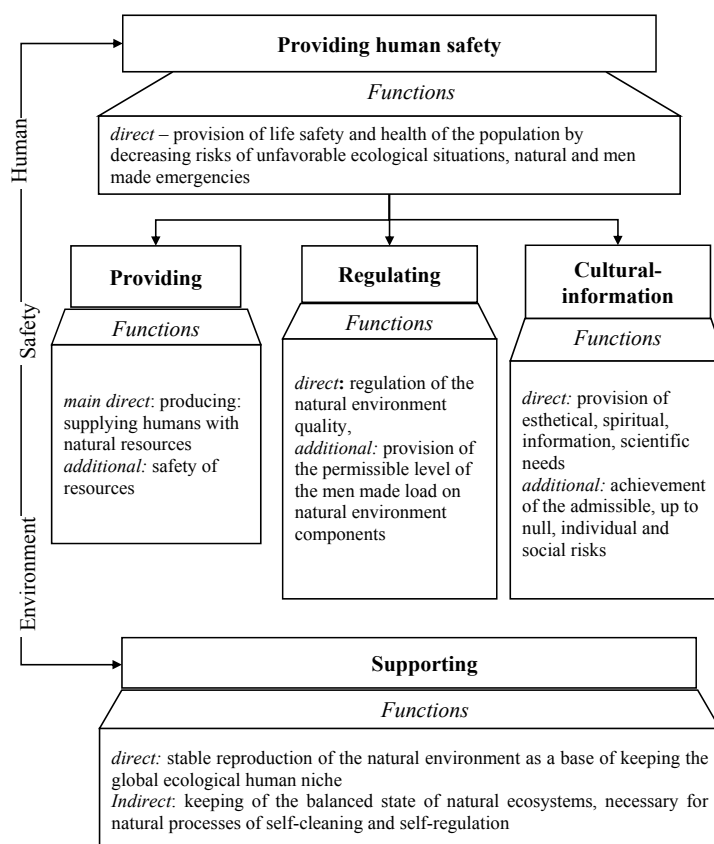 Providing human safety
Functions
direct – provision of life safety and health of the population by
decreasing risks of unfavorable ecological situations, natural and men
made emergencies
Human
Safety
Environment
Providing
Functions
main direct: producing:
supplying humans with
natural resources
additional: safety of
resources
Regulating
Functions
direct: regulation of the
natural environment
quality,
additional: provision of
the permissible level of
the men made load on
natural environment
components
Cultural-
information
Functions
direct: provision of
esthetical, spiritual,
information, scientific
needs
additional: achievement
of the admissible, up to
null, individual and
social risks
Supporting
Functions
direct: stable reproduction of the natural environment as a base of keeping the
global ecological human niche
Indirect: keeping of the balanced state of natural ecosystems, necessary for
natural processes of self-cleaning and self-regulation